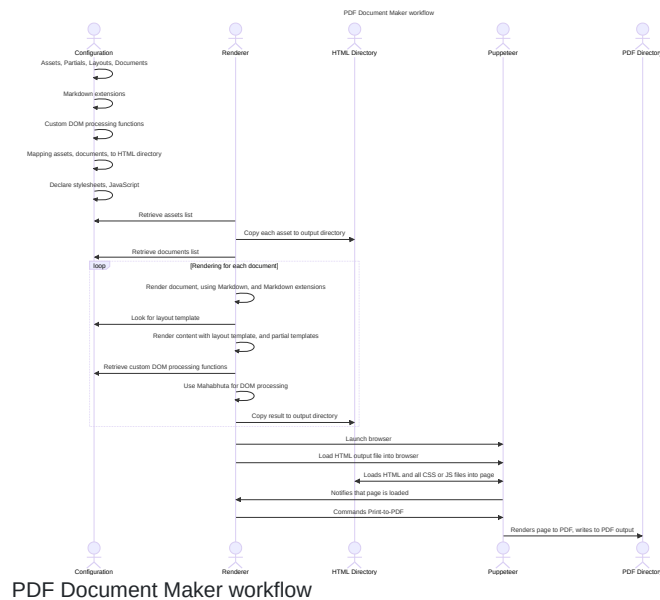 PDF Document Maker workflow
Configuration
Renderer
HTML Directory
Puppeteer
PDF Director
Assets, Partials, Layouts, Documents
Markdown extensions
Custom DOM processing functions
Mapping assets, documents, to HTML directory
Declare stylesheets, JavaScript
Retrieve assets list
Copy each asset to output directory
Retrieve documents list
loop
[Rendering for each document]
Render document, using Markdown, and Markdown extensions
Look for layout template
Render content with layout template, and partial templates
Retrieve custom DOM processing functions
Use Mahabhuta for DOM processing
Copy result to output directory
Launch browser
Load HTML output file into browser
Loads HTML and all CSS or JS files into page
Notifies that page is loaded
Commands Print-to-PDF
Renders page to PDF, writes to PDF output
Configuration
Renderer
HTML Directory
Puppeteer
PDF Director
PDF Document Maker workflow